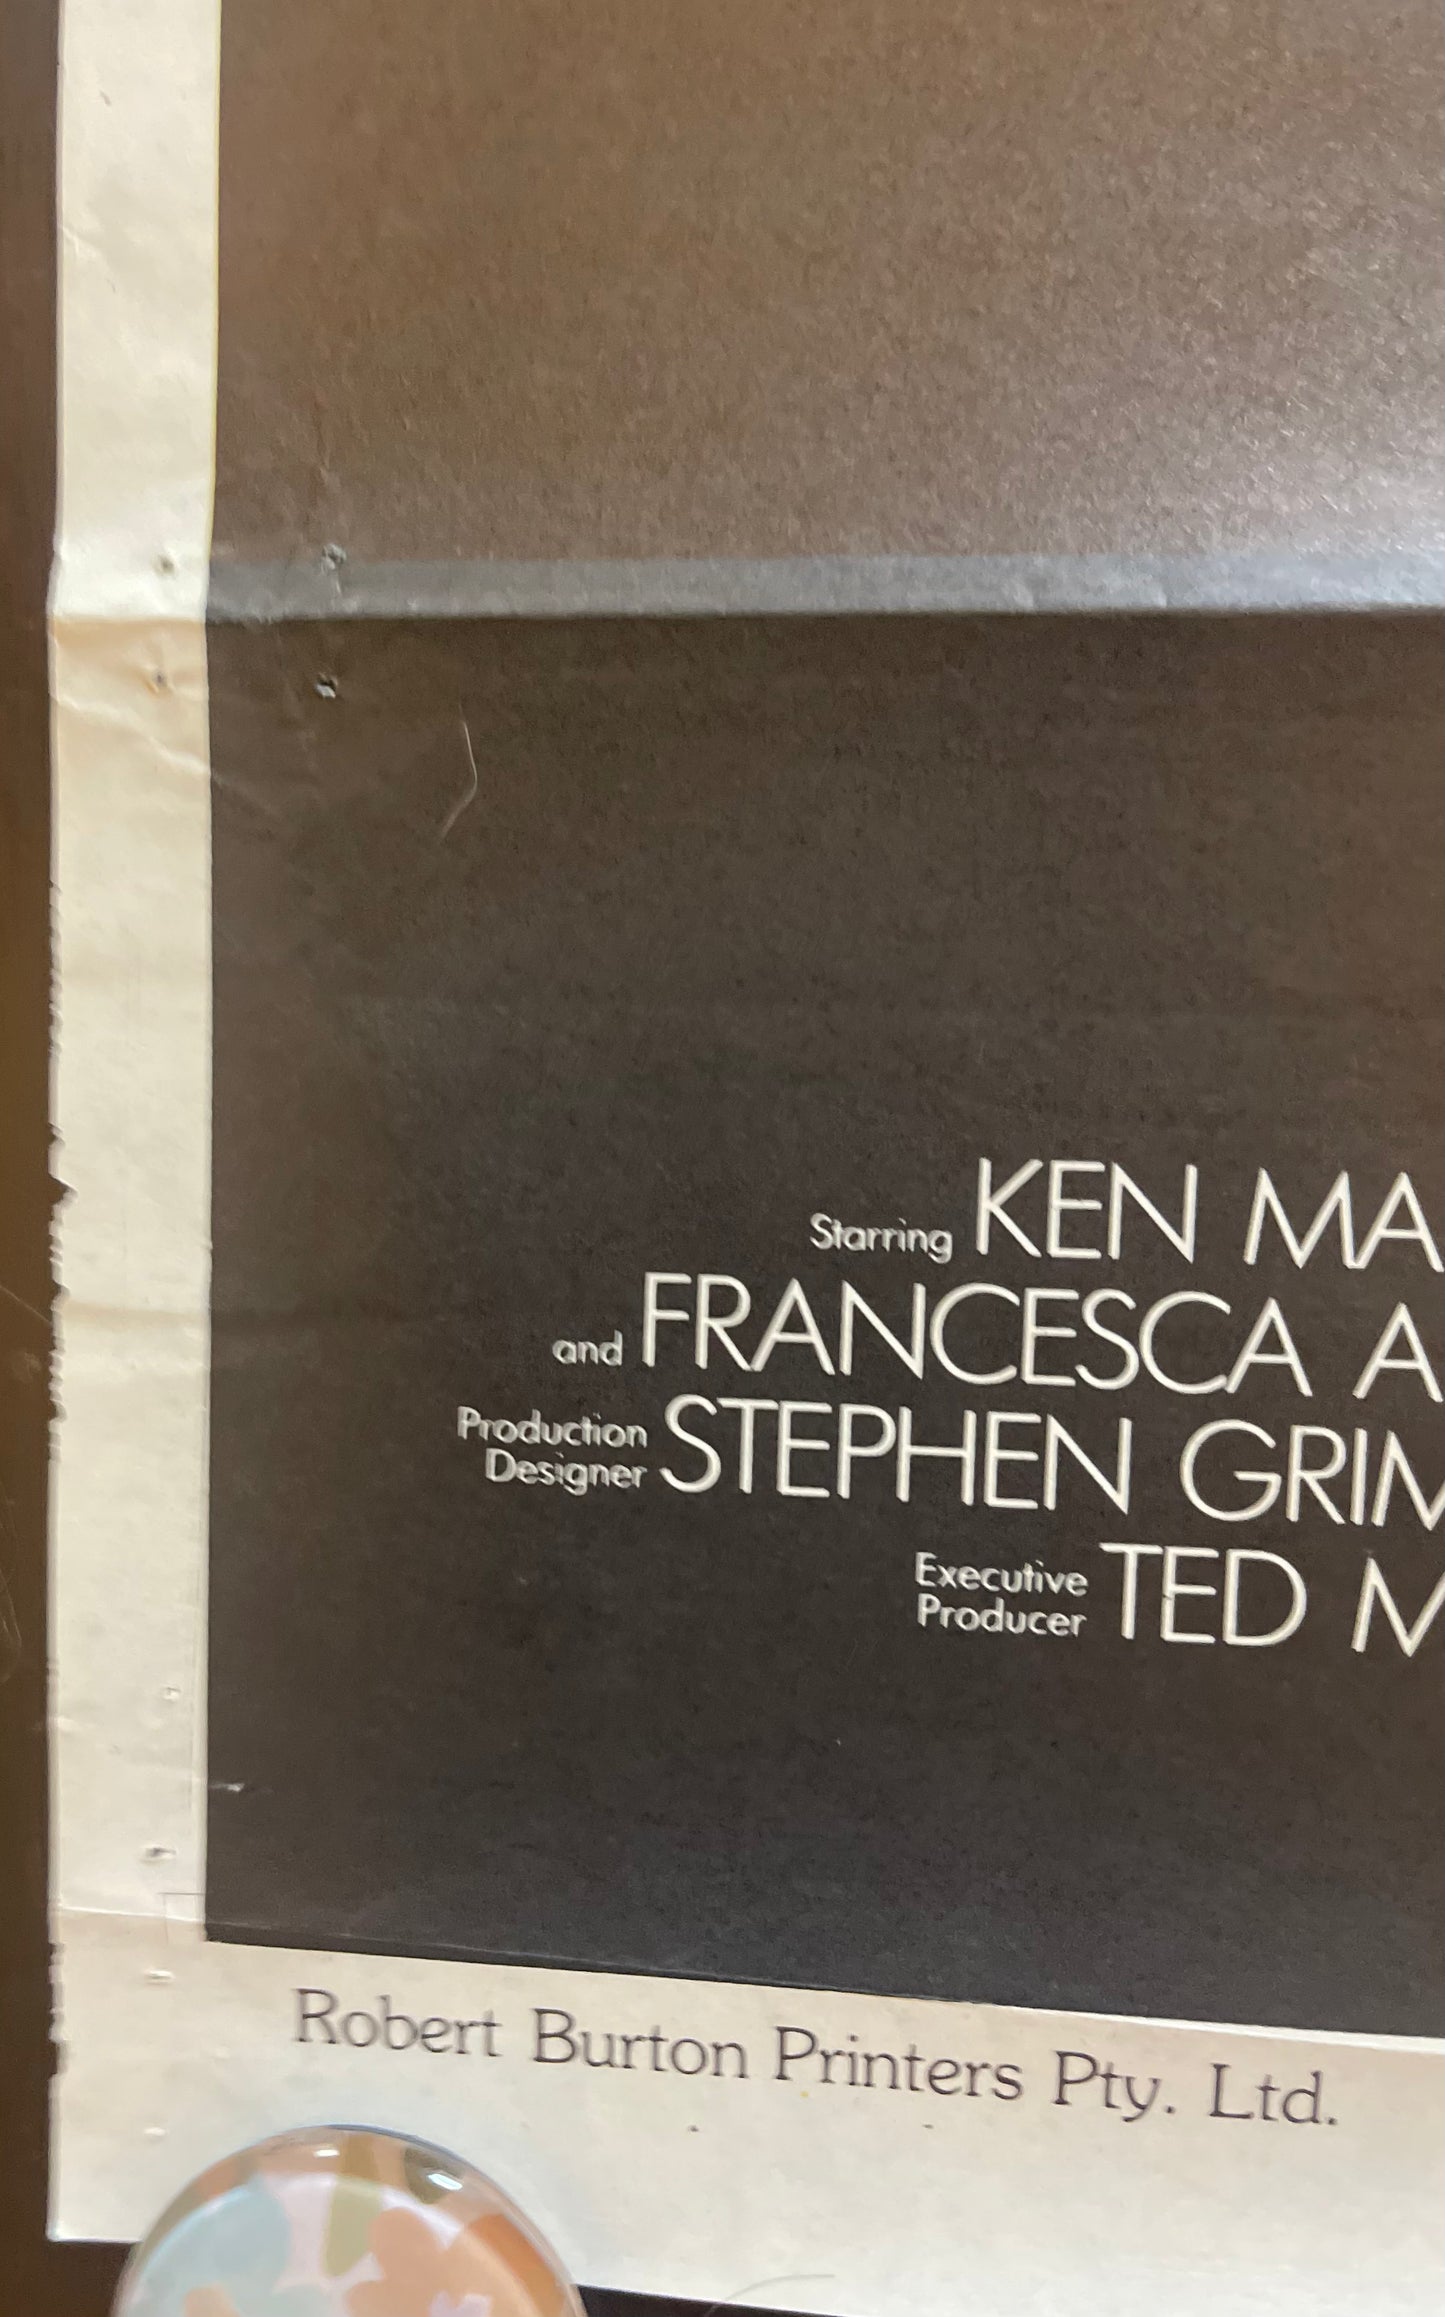 Starring KEN MA
and FRANCESCA A
Production Designer STEPHEN GRIM
Executive Producer TED M
Robert Burton Printers Pty. Ltd.